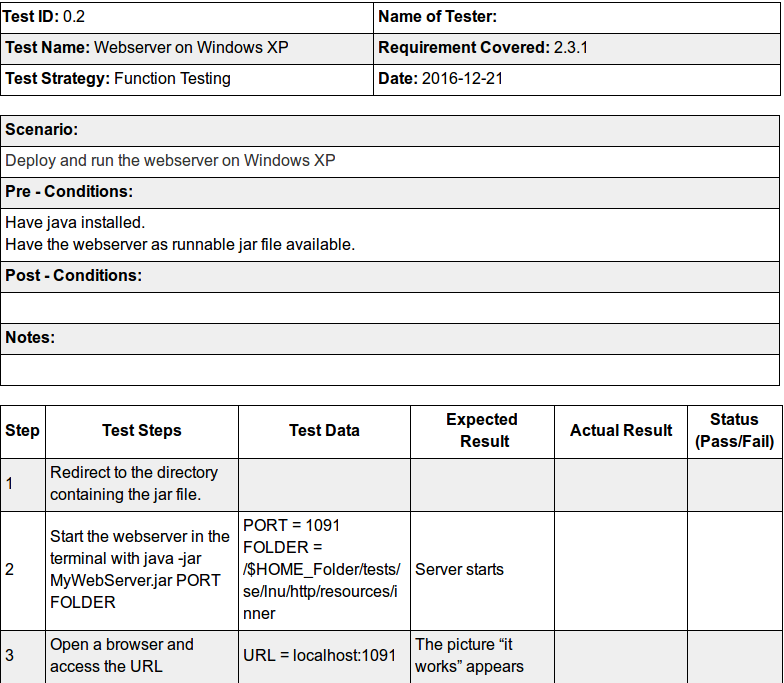 Test ID: 0.2
Name of Tester:
Test Name: Webserver on Windows XP
Requirement Covered: 2.3.1
Test Strategy: Function Testing
Date: 2016-12-21
Scenario:
Deploy and run the webserver on Windows XP
Pre - Conditions:
Have java installed.
Have the webserver as runnable jar file available.
Post - Conditions:
Notes:
Step
Test Steps
Test Data
Expected
Result
Actual Result
Status
(Pass/Fail)
1
Redirect to the directory
containing the jar file.
2
Start the webserver in the
terminal with java -jar
MyWebServer.jar PORT
FOLDER
PORT = 1091
FOLDER =
/$HOME_Folder/tests/
se/lnu/http/resources/i
nner
Server starts
3
Open a browser and
access the URL
URL = localhost:1091
The picture “it
works” appears